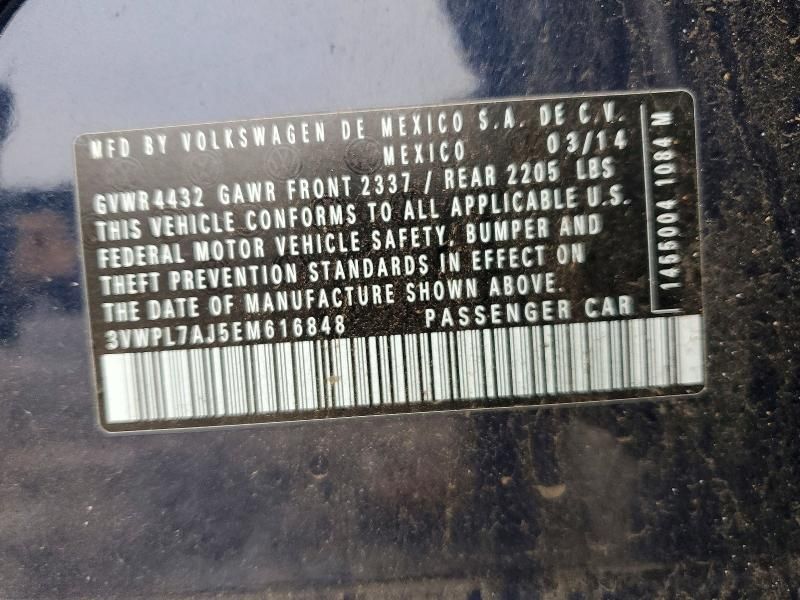 MFD BY VOLKSWAGEN DE MEXICO S.A. DE C.V.
MEXICO 03/14
GVWR4432 GAWR FRONT 2337 / REAR 2205 LBS
THIS VEHICLE CONFORMS TO ALL APPLICABLE U.S.
FEDERAL MOTOR VEHICLE SAFETY, BUMPER AND
THEFT PREVENTION STANDARDS IN EFFECT ON
THE DATE OF MANUFACTURE SHOWN ABOVE.
3VWPL7AJ5EM616848 PASSENGER CAR
1465004 1084 M